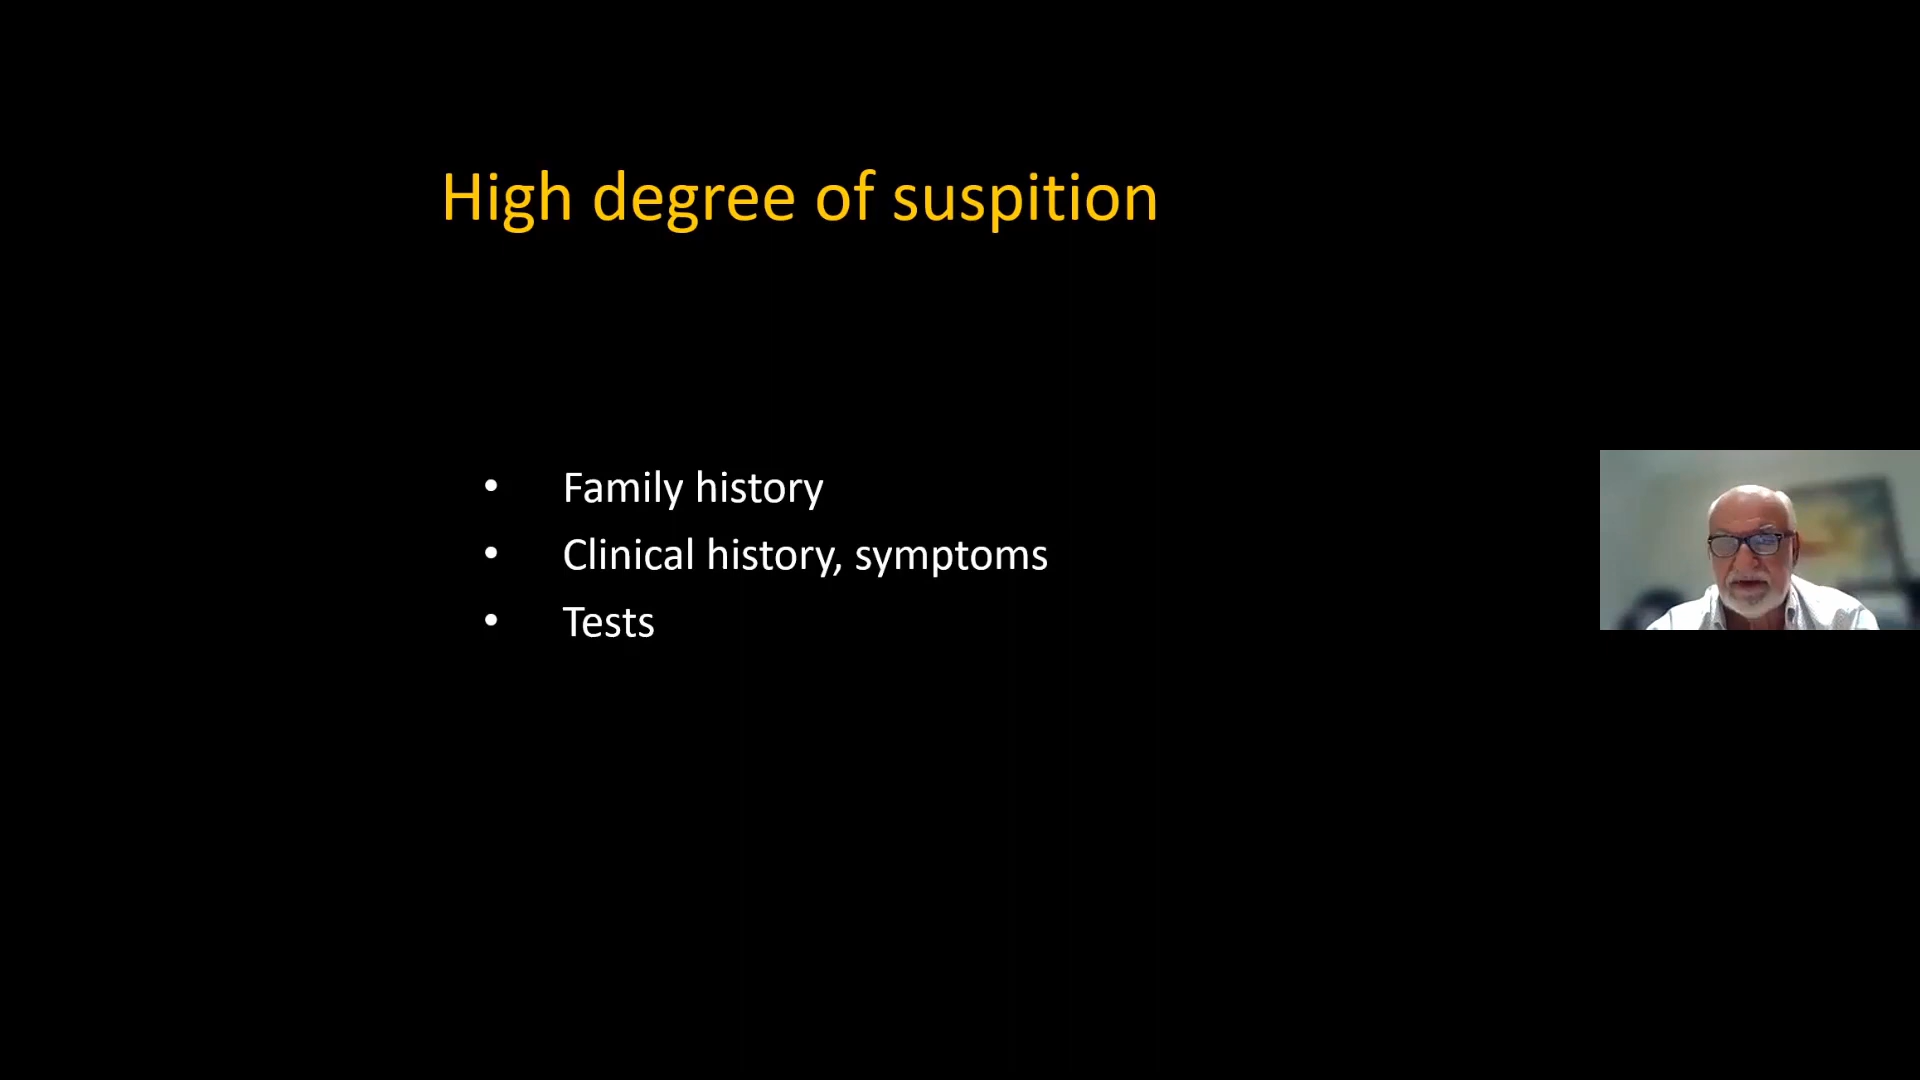 High degree of suspition
• Family history
• Clinical history, symptoms
• Tests